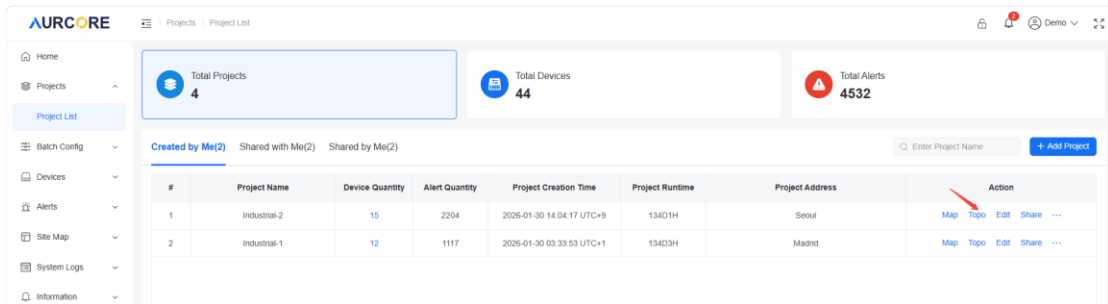 AURCORE
Projects | Project List
2
Demo
Home
Projects
Project List
Batch Config
Devices
Alerts
Site Map
System Logs
Information
Total Projects
4
Total Devices
44
Total Alerts
4532
Created by Me(2) Shared with Me(2) Shared by Me(2)
Enter Project Name
+ Add Project
# Project Name Device Quantity Alert Quantity Project Creation Time Project Runtime Project Address Action
1 Industrial-2 15 2204 2026-01-30 14:04:17 UTC+9 134D1H Seoul Map Topo Edit Share ···
2 Industrial-1 12 1117 2026-01-30 03:33:53 UTC+1 134D3H Madrid Map Topo Edit Share ···